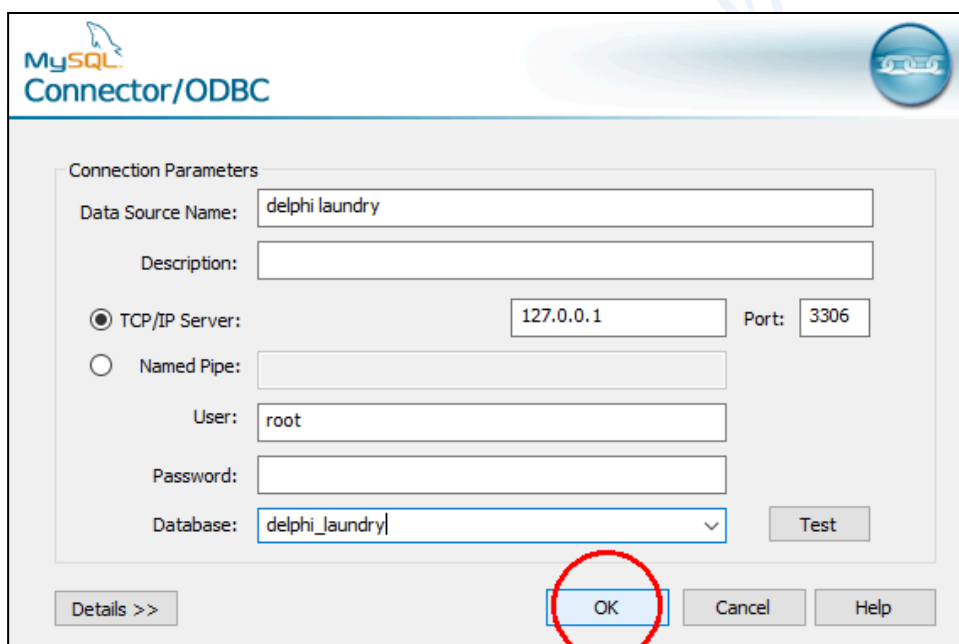 MySQL
Connector/ODBC
Connection Parameters
Data Source Name: delphi laundry
Description:
TCP/IP Server: 127.0.0.1 Port: 3306
Named Pipe:
User: root
Password:
Database: delphi_laundry Test
Details >> OK Cancel Help